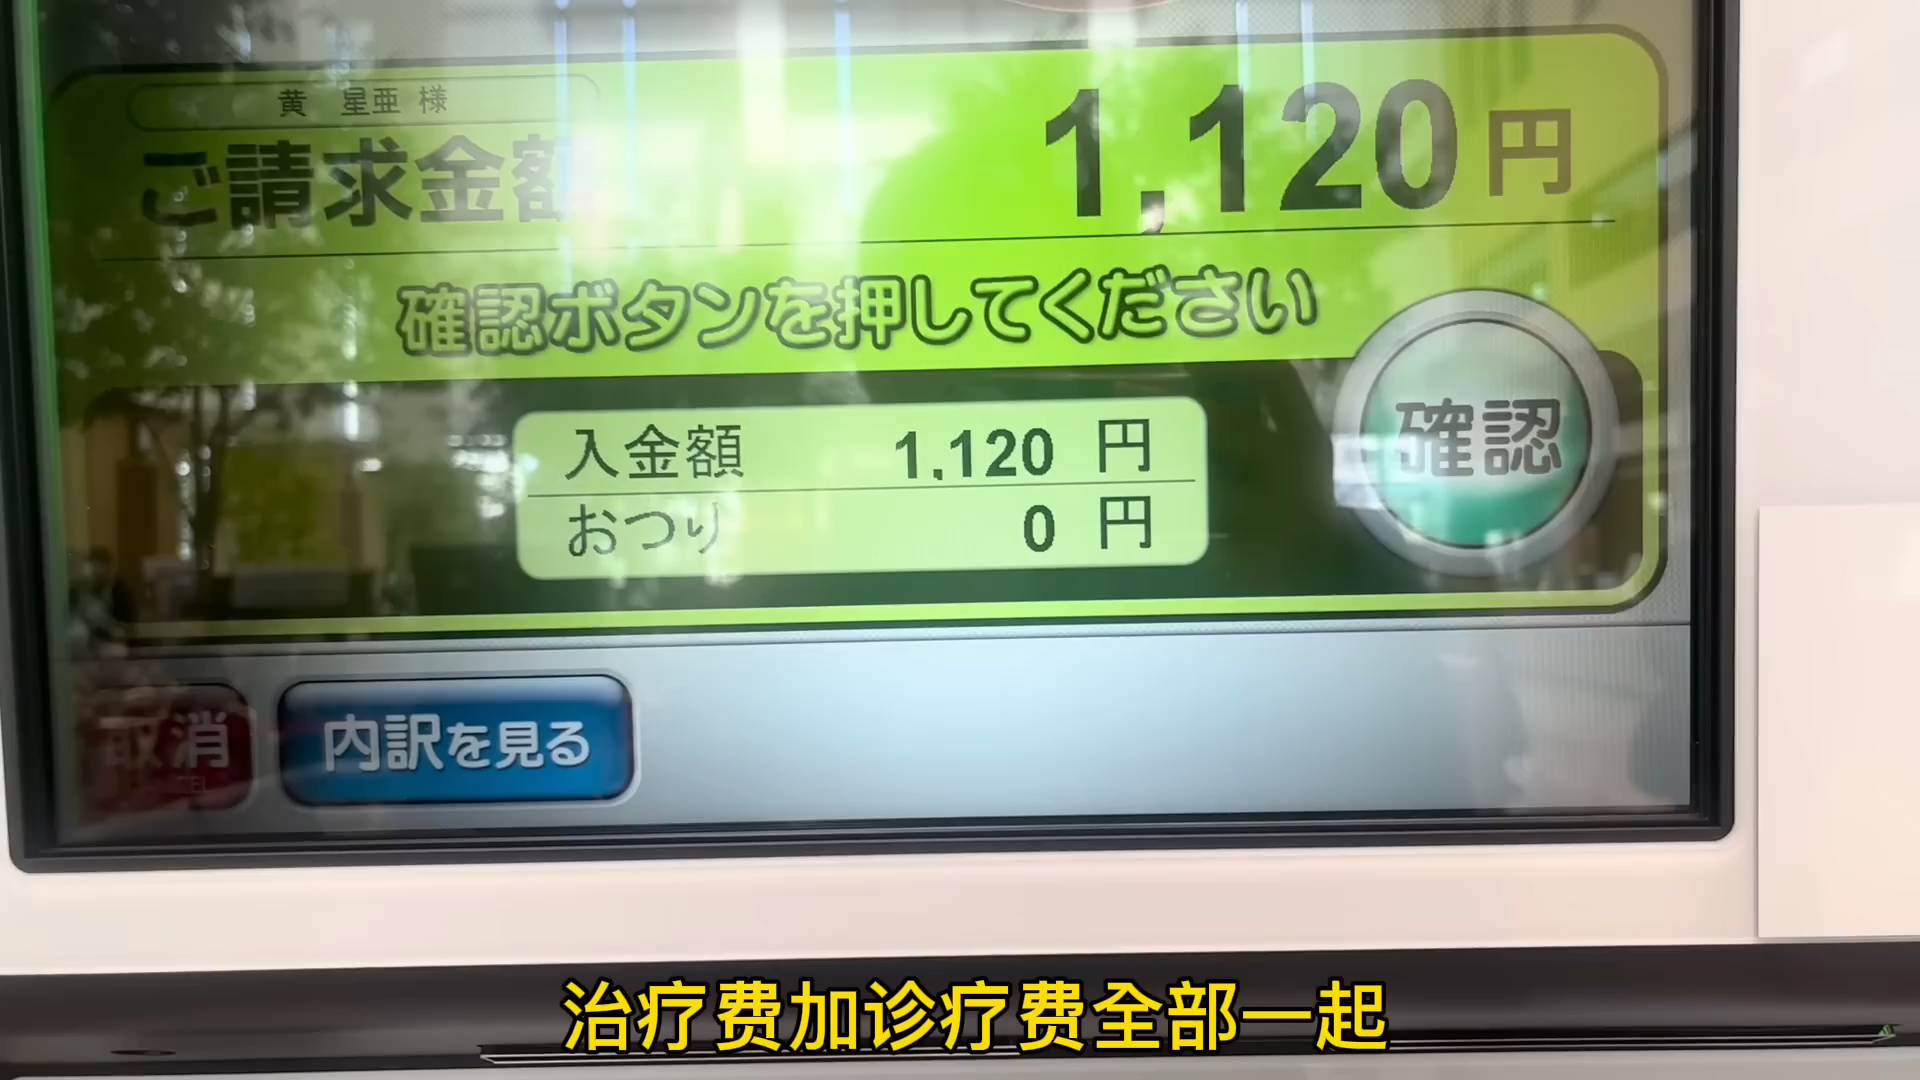 黄 星亜 様
ご請求金額 1,120円
確認ボタンを押してください
入金額 1,120 円
おつり 0 円
確認
取消
内訳を見る
治疗费加诊疗费全部一起